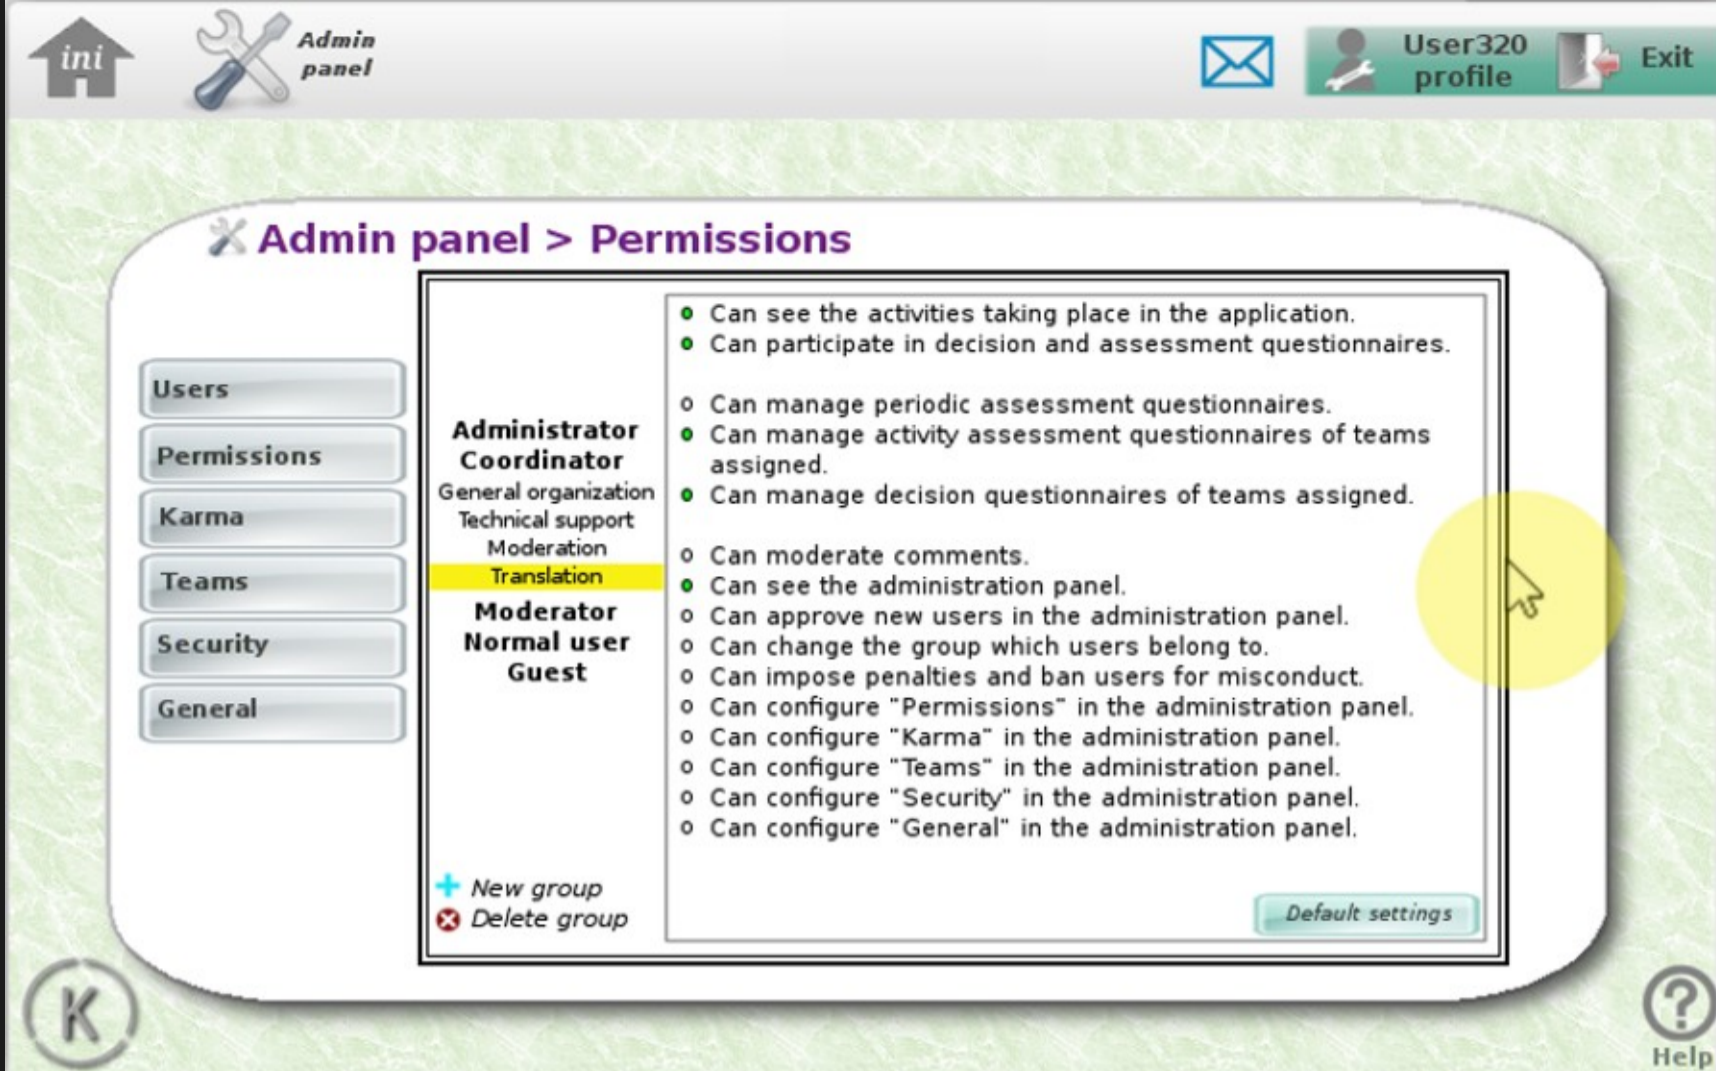 ini
Admin
panel
User320
profile
Exit
Admin panel > Permissions
Users
Permissions
Karma
Teams
Security
General
Administrator
Coordinator
General organization
Technical support
Moderation
Translation
Moderator
Normal user
Guest
New group
Delete group
Can see the activities taking place in the application.
Can participate in decision and assessment questionnaires.
Can manage periodic assessment questionnaires.
Can manage activity assessment questionnaires of teams
assigned.
Can manage decision questionnaires of teams assigned.
Can moderate comments.
Can see the administration panel.
Can approve new users in the administration panel.
Can change the group which users belong to.
Can impose penalties and ban users for misconduct.
Can configure "Permissions" in the administration panel.
Can configure "Karma" in the administration panel.
Can configure "Teams" in the administration panel.
Can configure "Security" in the administration panel.
Can configure "General" in the administration panel.
Default settings
K
?
Help